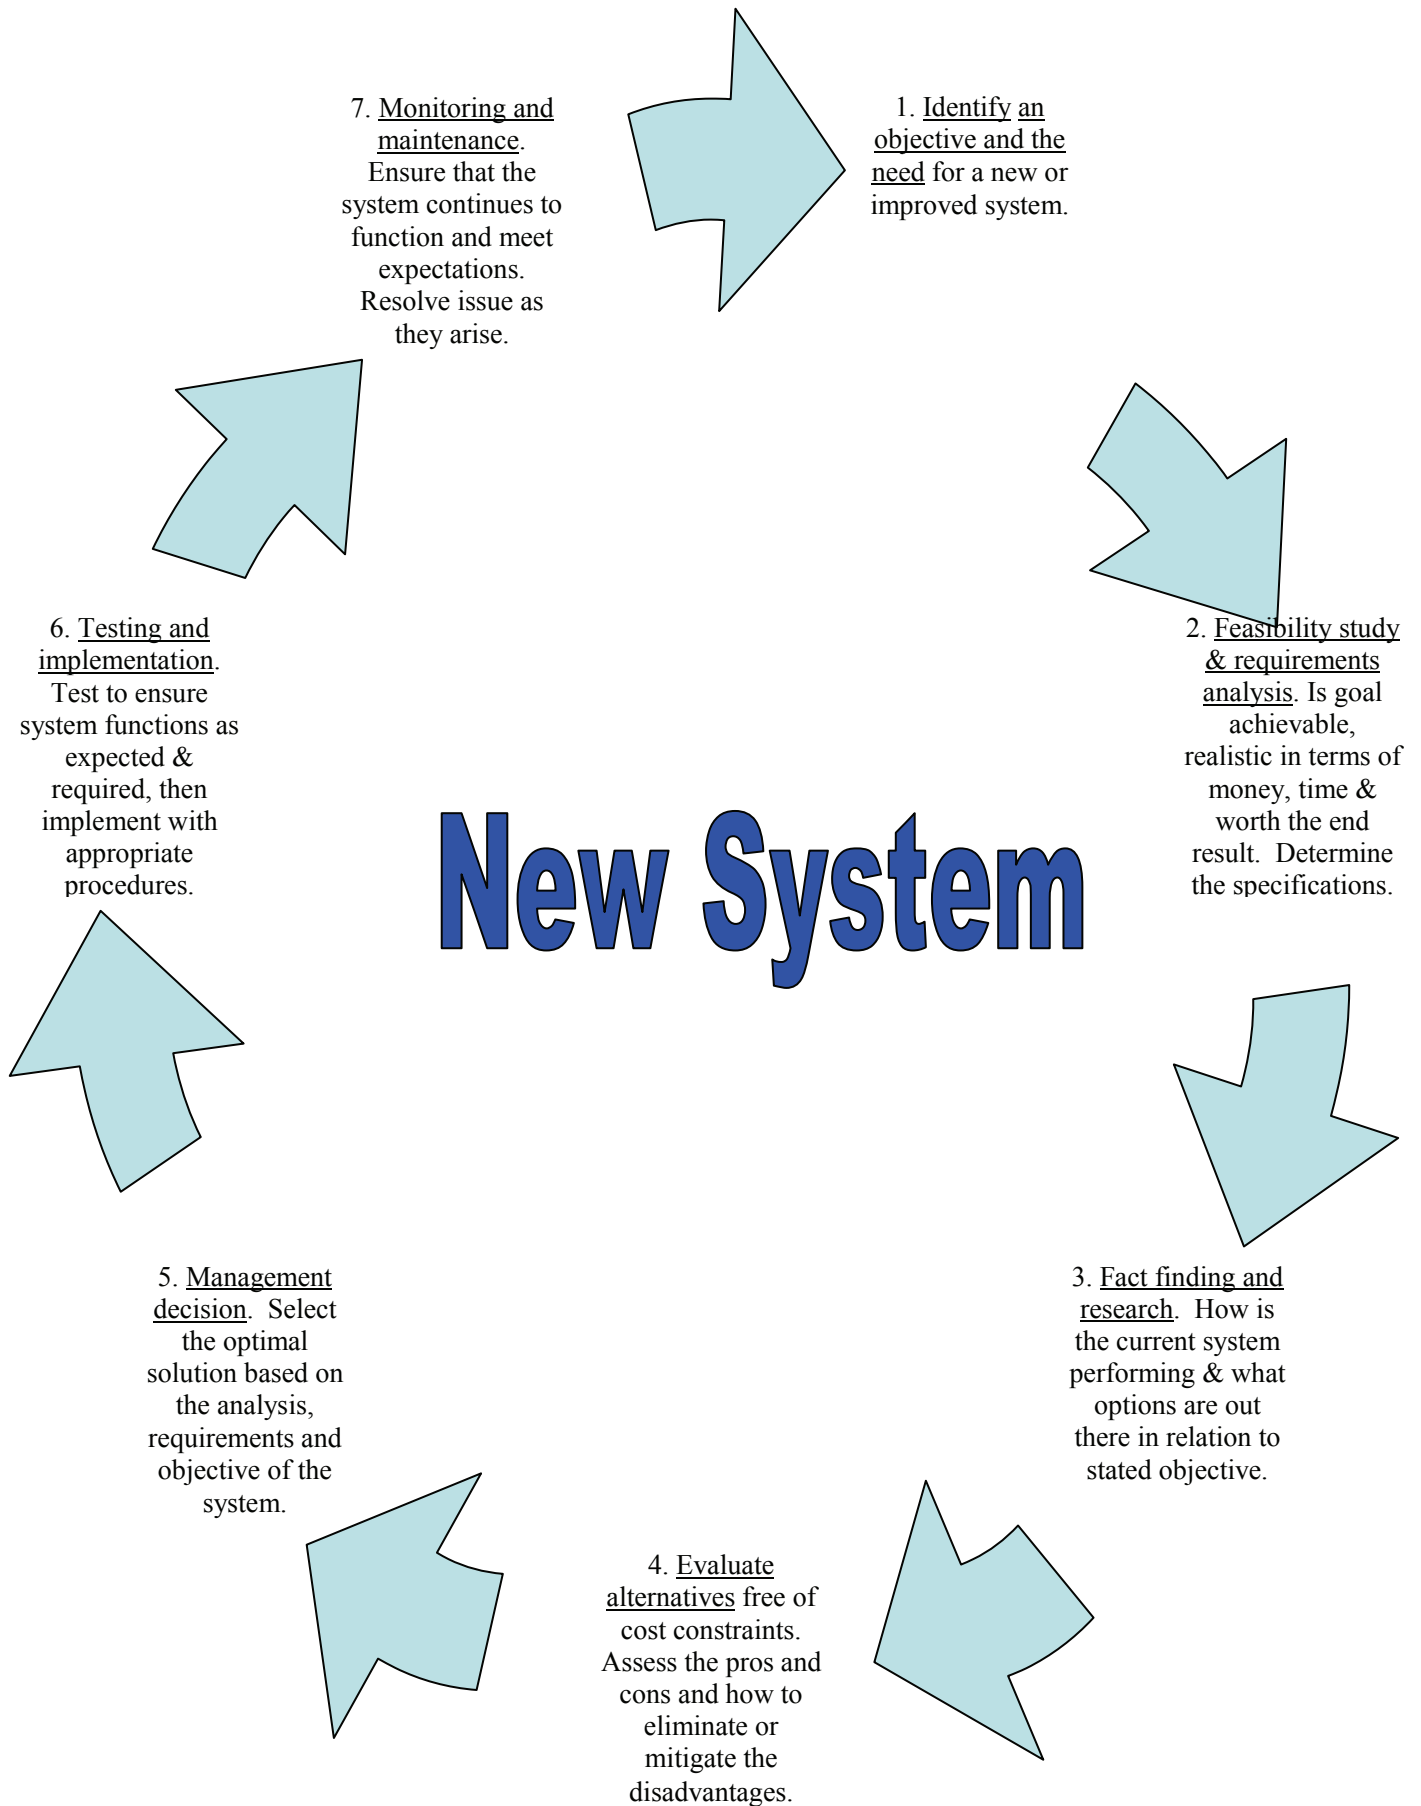 1. Identify an
objective and the
need for a new or
improved system.
2. Feasibility study
& requirements
analysis. Is goal
achievable,
realistic in terms of
money, time &
worth the end
result.  Determine
the specifications.
3. Fact finding and
research.  How is
the current system
performing & what
options are out
there in relation to
stated objective.
4. Evaluate
alternatives free of
cost constraints.
Assess the pros and
cons and how to
eliminate or
mitigate the
disadvantages.
5. Management
decision.  Select
the optimal
solution based on
the analysis,
requirements and
objective of the
system.
6. Testing and
implementation.
Test to ensure
system functions as
expected &
required, then
implement with
appropriate
procedures.
7. Monitoring and
maintenance.
Ensure that the
system continues to
function and meet
expectations.
Resolve issue as
they arise.
New System